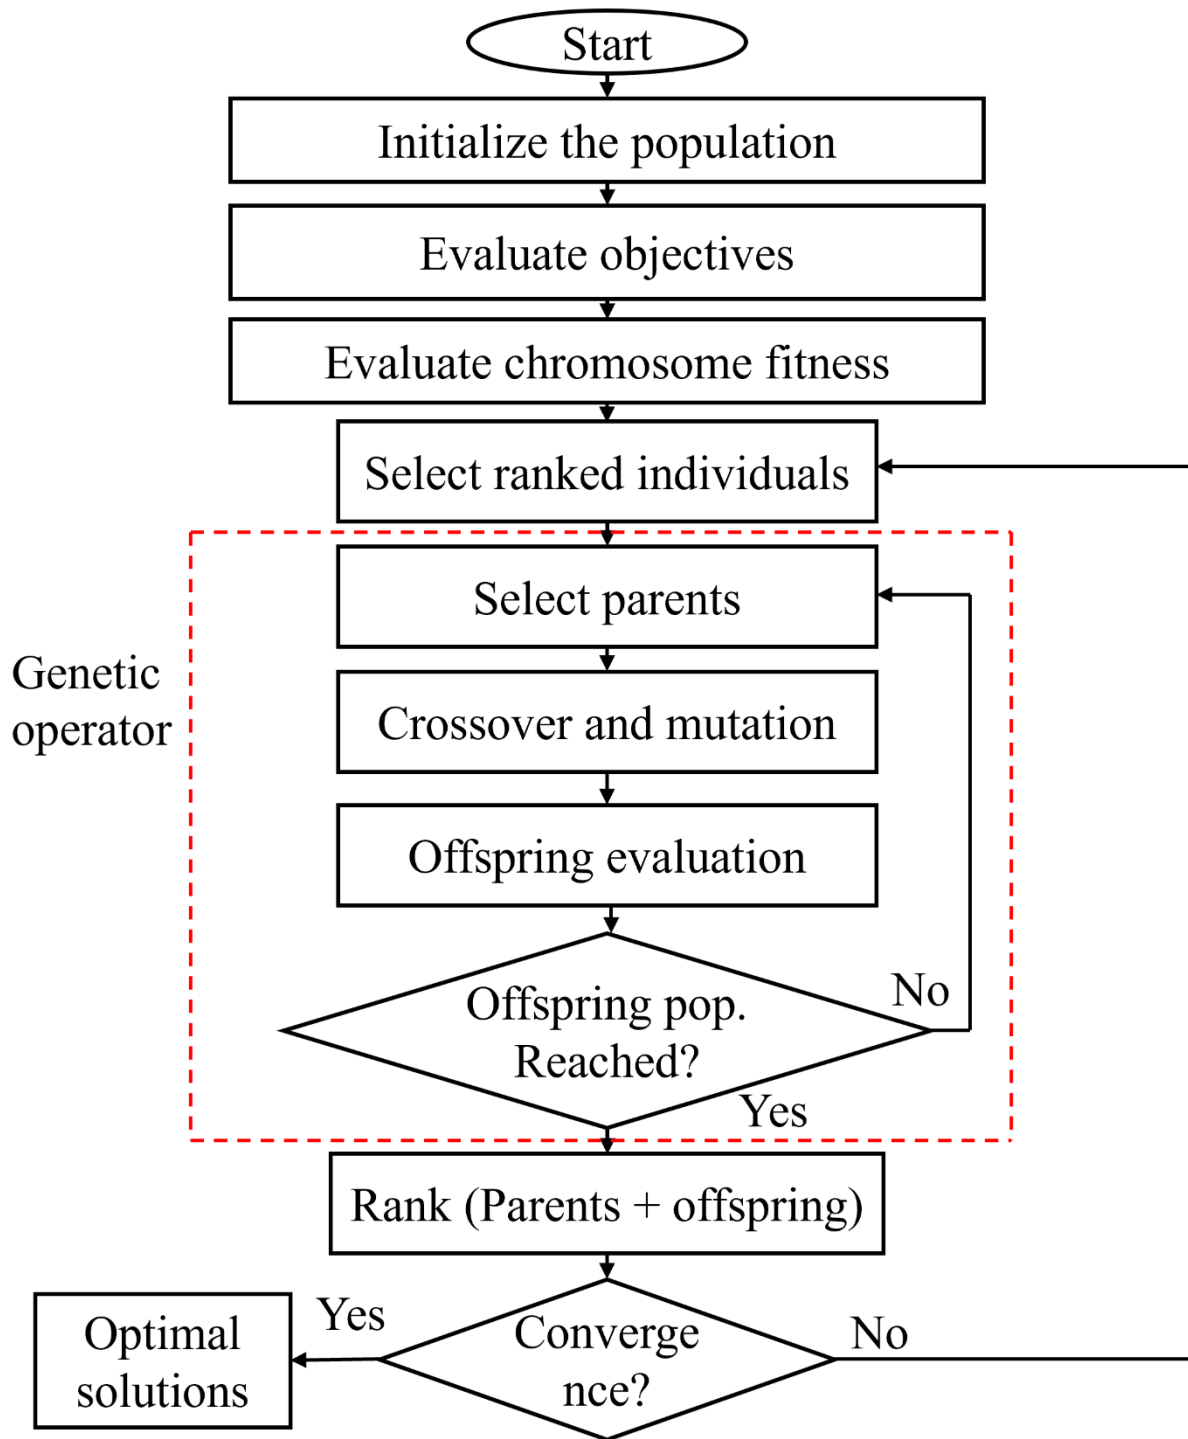 Start
Initialize the population
Evaluate objectives
Evaluate chromosome fitness
Select ranked individuals
Select parents
Genetic
operator
Crossover and mutation
Offspring evaluation
Offspring pop.
Reached?
No
Yes
Rank (Parents + offspring)
Converge
nce?
Yes
No
Optimal
solutions